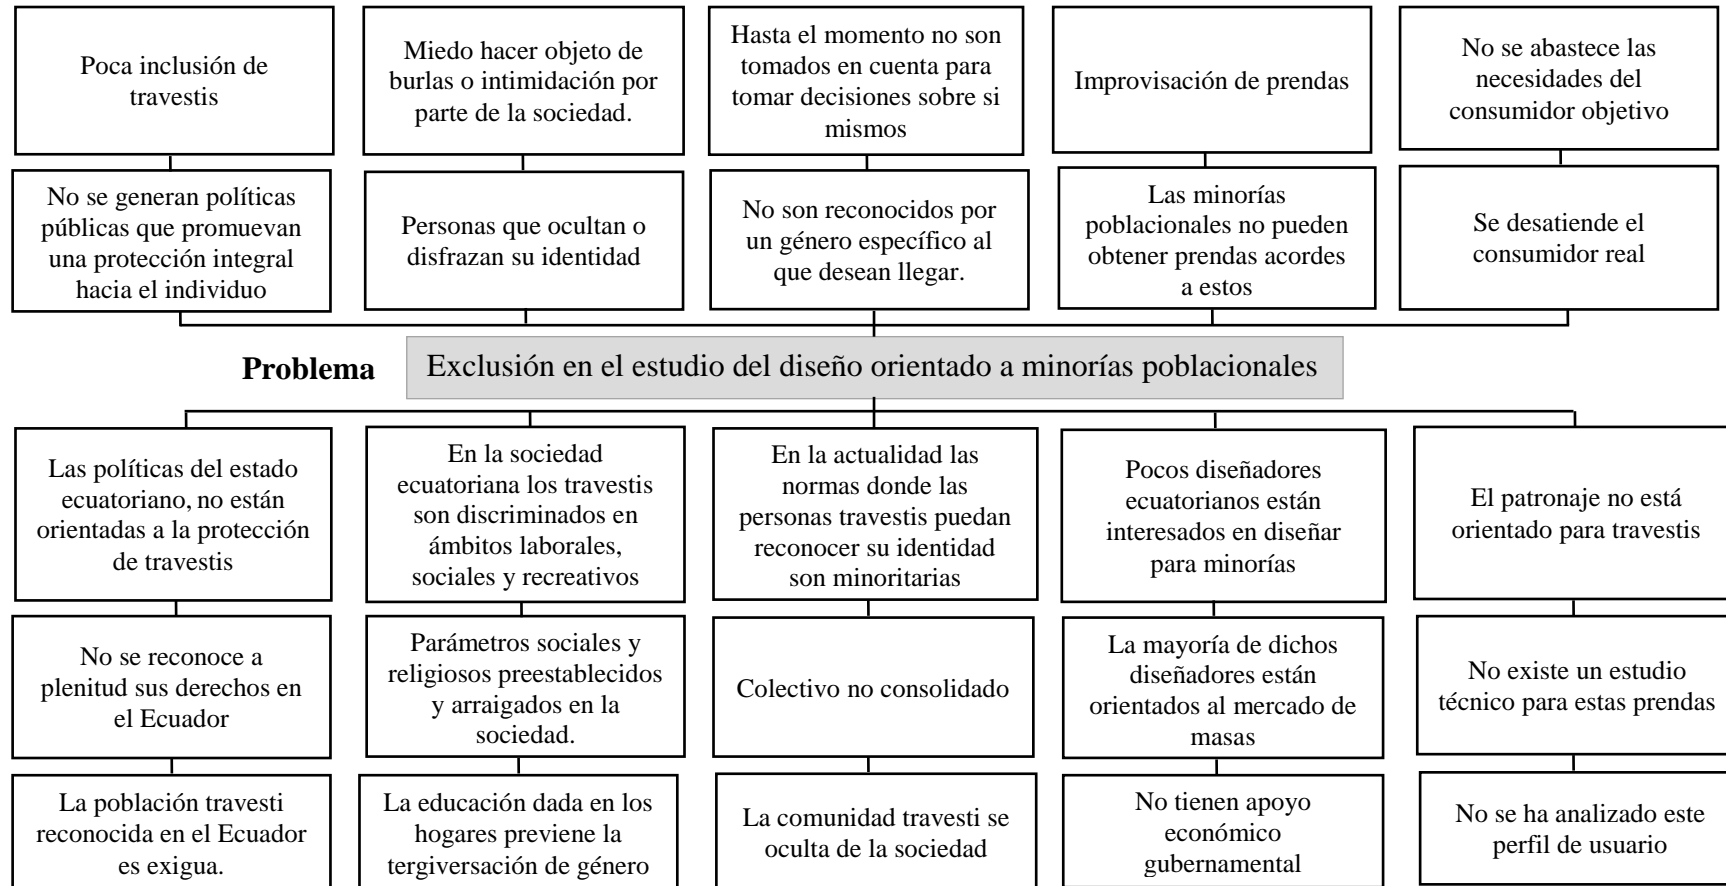 Poca inclusión de
travestis
Miedo hacer objeto de
burlas o intimidación por
parte de la sociedad.
Hasta el momento no son
tomados en cuenta para
tomar decisiones sobre si
mismos
Improvisación de prendas
No se abastece las
necesidades del
consumidor objetivo
No se generan políticas
públicas que promuevan
una protección integral
hacia el individuo
Personas que ocultan o
disfrazan su identidad
No son reconocidos por
un género específico al
que desean llegar.
Las minorías
poblacionales no pueden
obtener prendas acordes
a estos
Se desatiende el
consumidor real
Problema
Exclusión en el estudio del diseño orientado a minorías poblacionales
Las políticas del estado
ecuatoriano, no están
orientadas a la protección
de travestis
En la sociedad
ecuatoriana los travestis
son discriminados en
ámbitos laborales,
sociales y recreativos
En la actualidad las
normas donde las
personas travestis puedan
reconocer su identidad
son minoritarias
Pocos diseñadores
ecuatorianos están
interesados en diseñar
para minorías
El patronaje no está
orientado para travestis
No se reconoce a
plenitud sus derechos en
el Ecuador
Parámetros sociales y
religiosos preestablecidos
y arraigados en la
sociedad.
Colectivo no consolidado
La mayoría de dichos
diseñadores están
orientados al mercado de
masas
No existe un estudio
técnico para estas prendas
La población travesti
reconocida en el Ecuador
es exigua.
La educación dada en los
hogares previene la
tergiversación de género
La comunidad travesti se
oculta de la sociedad
No tienen apoyo
económico
gubernamental
No se ha analizado este
perfil de usuario